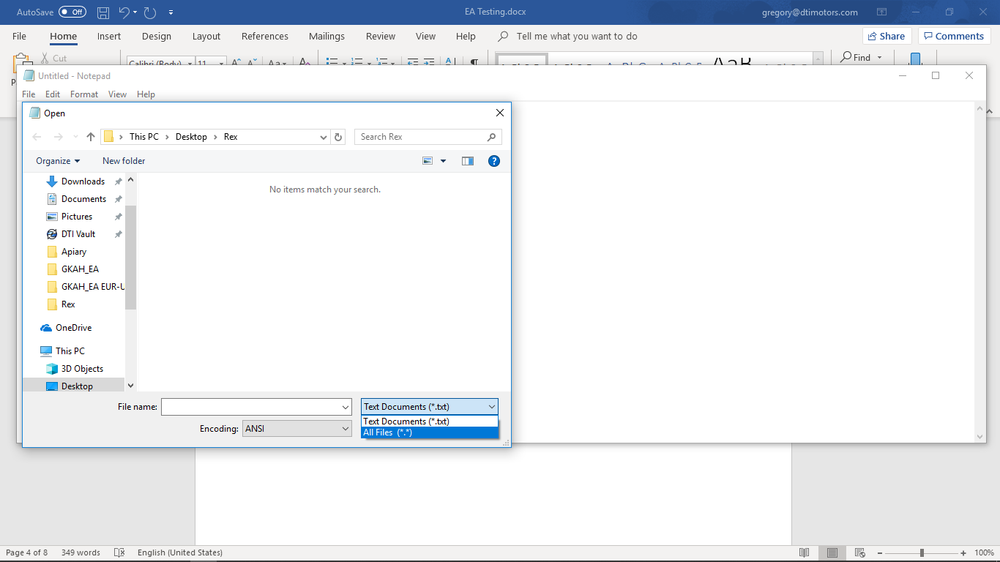 AutoSave Off
EA Testing.docx
gregory@dtimotors.com
File Home Insert Design Layout References Mailings Review View Help Tell me what you want to do
Share Comments
Cut
Find
Untitled - Notepad
File Edit Format View Help
Open
This PC Desktop Rex
Search Rex
Organize New folder
Downloads
Documents
Pictures
DTI Vault
Apiary
GKAH_EA
GKAH_EA EUR-U
Rex
OneDrive
This PC
3D Objects
Desktop
No items match your search.
File name:
Text Documents (*.txt)
Text Documents (*.txt)
All Files (*.*)
Encoding: ANSI
Page 4 of 8 349 words English (United States)
100%